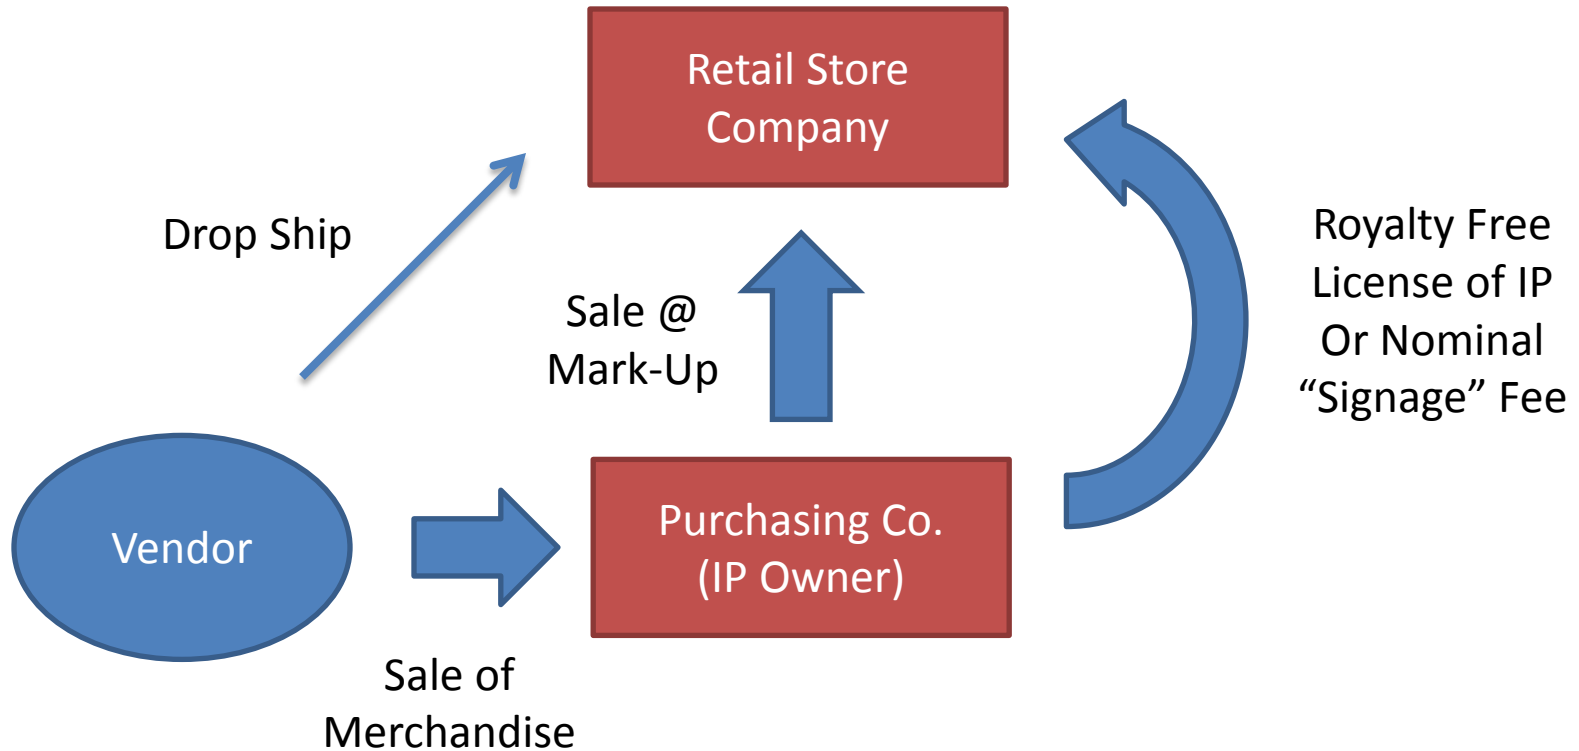 Retail Store
Company
Drop Ship
Sale @
Mark-Up
Royalty Free
License of IP
Or Nominal
“Signage” Fee
Vendor
Purchasing Co.
(IP Owner)
Sale of
Merchandise